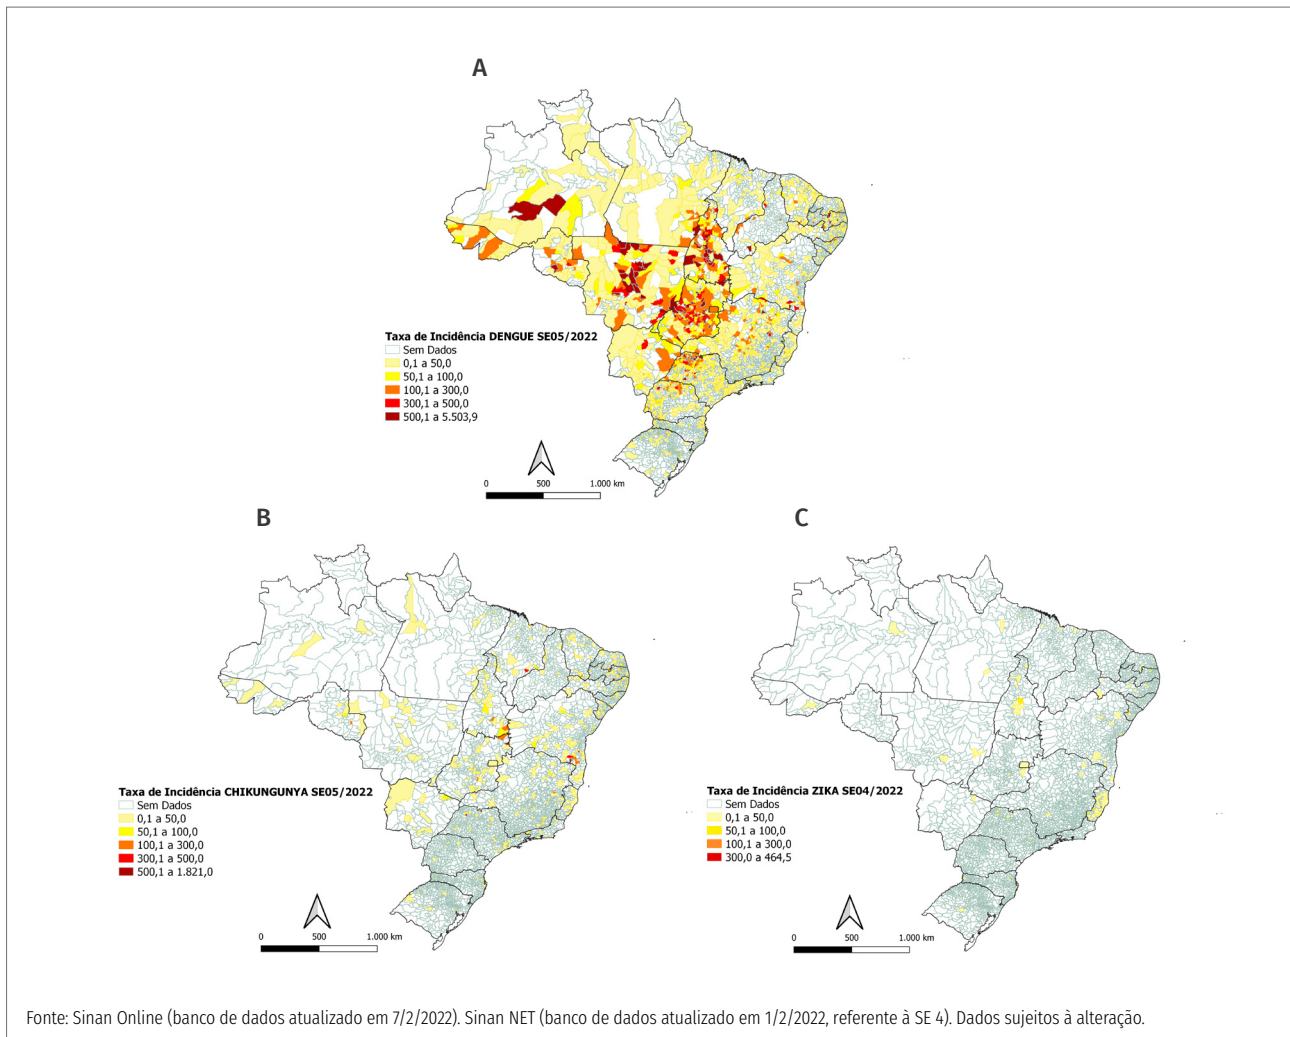 A
Taxa de Incidência DENGUE SE05/2022
Sem Dados
0,1 a 50,0
50,1 a 100,0
100,1 a 300,0
300,1 a 500,0
500,1 a 5.503,9
0 500 1.000 km
B
Taxa de Incidência CHIKUNGUNYA SE05/2022
Sem Dados
0,1 a 50,0
50,1 a 100,0
100,1 a 300,0
300,1 a 500,0
500,1 a 1.821,0
0 500 1.000 km
C
Taxa de Incidência ZIKA SE04/2022
Sem Dados
0,1 a 50,0
50,1 a 100,0
100,1 a 300,0
300,0 a 464,5
0 500 1.000 km
Fonte: Sinan Online (banco de dados atualizado em 7/2/2022). Sinan NET (banco de dados atualizado em 1/2/2022, referente à SE 4). Dados sujeitos à alteração.